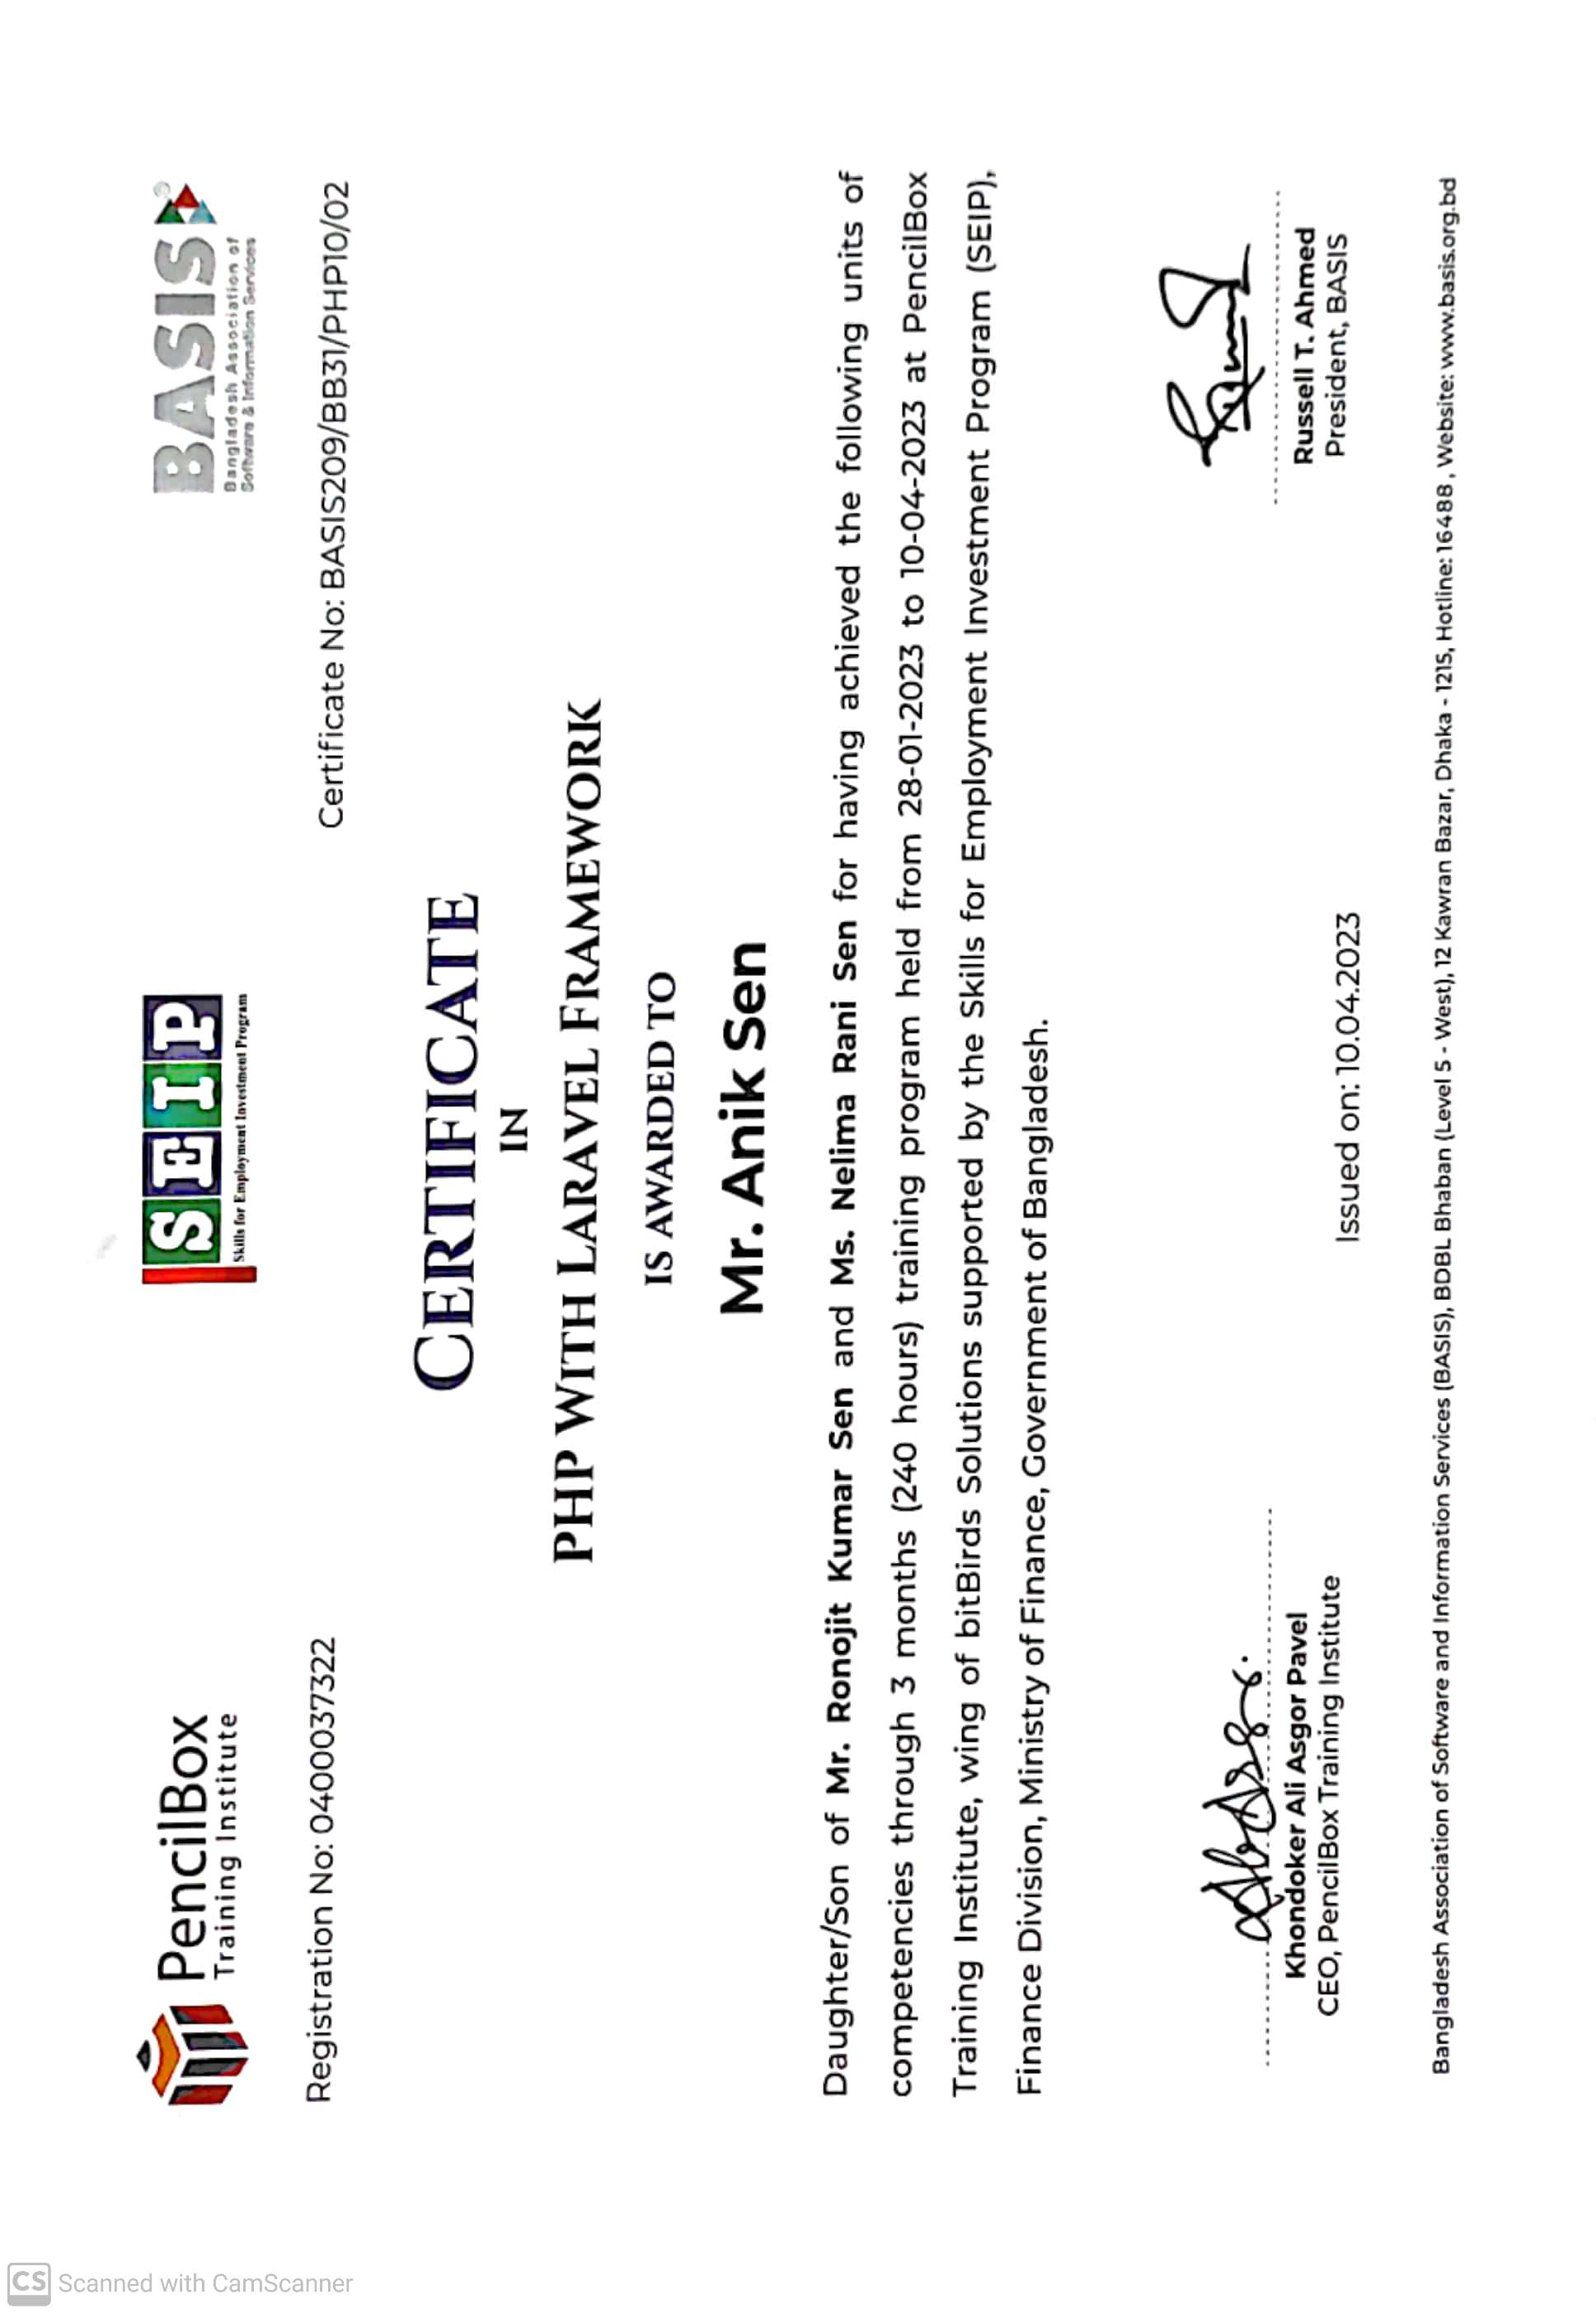 PencilBox
Training Institute
SEIP
Skills for Employment Investment Program
BASIS
Bangladesh Association of
Software & Information Services
Registration No: 0400037322
Certificate No: BASIS209/BB31/PHP10/02
CERTIFICATE
IN
PHP WITH LARAVEL FRAMEWORK
IS AWARDED TO
Mr. Anik Sen
Daughter/Son of Mr. Ronojit Kumar Sen and Ms. Nelima Rani Sen for having achieved the following units of
competencies through 3 months (240 hours) training program held from 28-01-2023 to 10-04-2023 at PencilBox
Training Institute, wing of bitBirds Solutions supported by the Skills for Employment Investment Program (SEIP),
Finance Division, Ministry of Finance, Government of Bangladesh.
Khondoker Ali Asgor Pavel
CEO, PencilBox Training Institute
Issued on: 10.04.2023
Russell T. Ahmed
President, BASIS
Bangladesh Association of Software and Information Services (BASIS), BDBL Bhaban (Level 5 - West), 12 Kawran Bazar, Dhaka - 1215, Hotline: 16488 , Website: www.basis.org.bd
CS Scanned with CamScanner